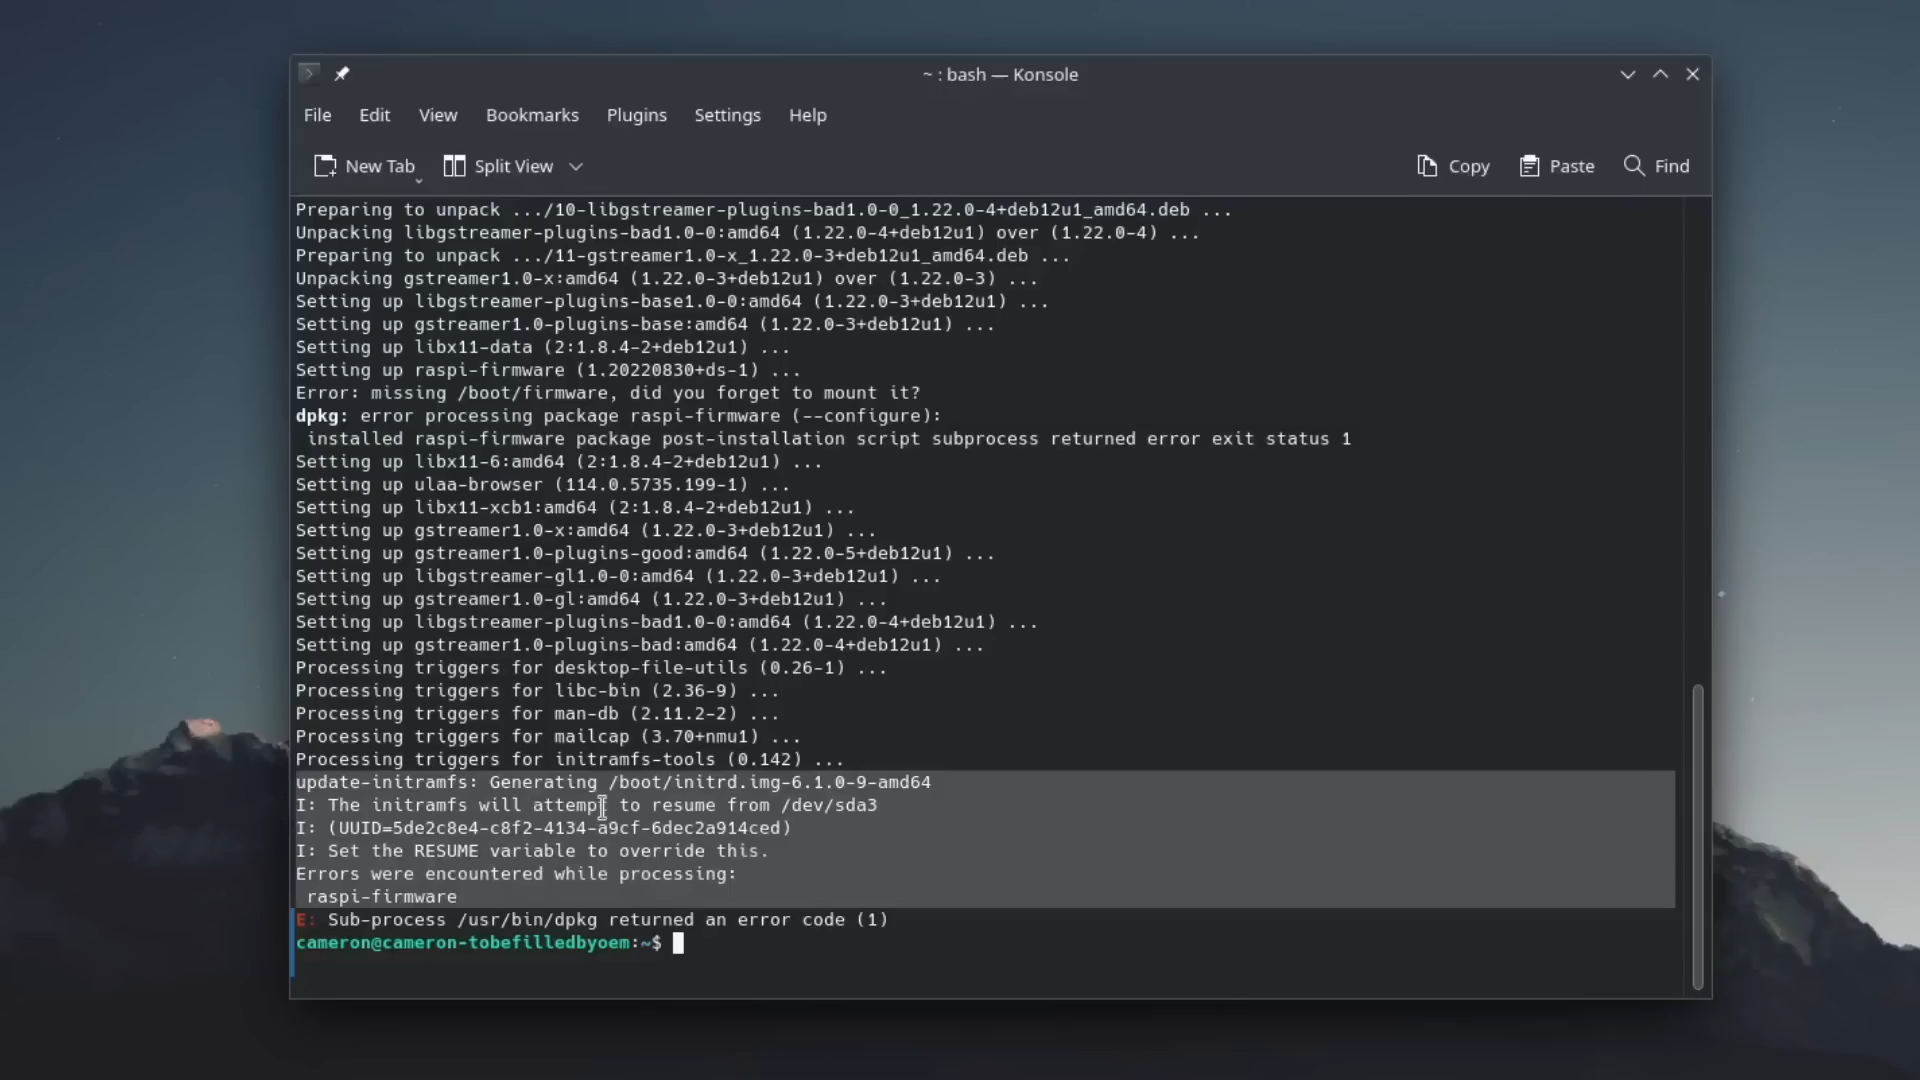 ~ : bash — Konsole
File Edit View Bookmarks Plugins Settings Help
New Tab Split View Copy Paste Find
Preparing to unpack .../10-libgstreamer-plugins-bad1.0-0_1.22.0-4+deb12u1_amd64.deb ...
Unpacking libgstreamer-plugins-bad1.0-0:amd64 (1.22.0-4+deb12u1) over (1.22.0-4) ...
Preparing to unpack .../11-gstreamer1.0-x_1.22.0-3+deb12u1_amd64.deb ...
Unpacking gstreamer1.0-x:amd64 (1.22.0-3+deb12u1) over (1.22.0-3) ...
Setting up libgstreamer-plugins-base1.0-0:amd64 (1.22.0-3+deb12u1) ...
Setting up gstreamer1.0-plugins-base:amd64 (1.22.0-3+deb12u1) ...
Setting up libx11-data (2:1.8.4-2+deb12u1) ...
Setting up raspi-firmware (1.20220830+ds-1) ...
Error: missing /boot/firmware, did you forget to mount it?
dpkg: error processing package raspi-firmware (--configure):
 installed raspi-firmware package post-installation script subprocess returned error exit status 1
Setting up libx11-6:amd64 (2:1.8.4-2+deb12u1) ...
Setting up ulaa-browser (114.0.5735.199-1) ...
Setting up libx11-xcb1:amd64 (2:1.8.4-2+deb12u1) ...
Setting up gstreamer1.0-x:amd64 (1.22.0-3+deb12u1) ...
Setting up gstreamer1.0-plugins-good:amd64 (1.22.0-5+deb12u1) ...
Setting up libgstreamer-gl1.0-0:amd64 (1.22.0-3+deb12u1) ...
Setting up gstreamer1.0-gl:amd64 (1.22.0-3+deb12u1) ...
Setting up libgstreamer-plugins-bad1.0-0:amd64 (1.22.0-4+deb12u1) ...
Setting up gstreamer1.0-plugins-bad:amd64 (1.22.0-4+deb12u1) ...
Processing triggers for desktop-file-utils (0.26-1) ...
Processing triggers for libc-bin (2.36-9) ...
Processing triggers for man-db (2.11.2-2) ...
Processing triggers for mailcap (3.70+nmu1) ...
Processing triggers for initramfs-tools (0.142) ...
update-initramfs: Generating /boot/initrd.img-6.1.0-9-amd64
I: The initramfs will attempt to resume from /dev/sda3
I: (UUID=5de2c8e4-c8f2-4134-a9cf-6dec2a914ced)
I: Set the RESUME variable to override this.
Errors were encountered while processing:
 raspi-firmware
E: Sub-process /usr/bin/dpkg returned an error code (1)
cameron@cameron-tobefilledbyoem:~$